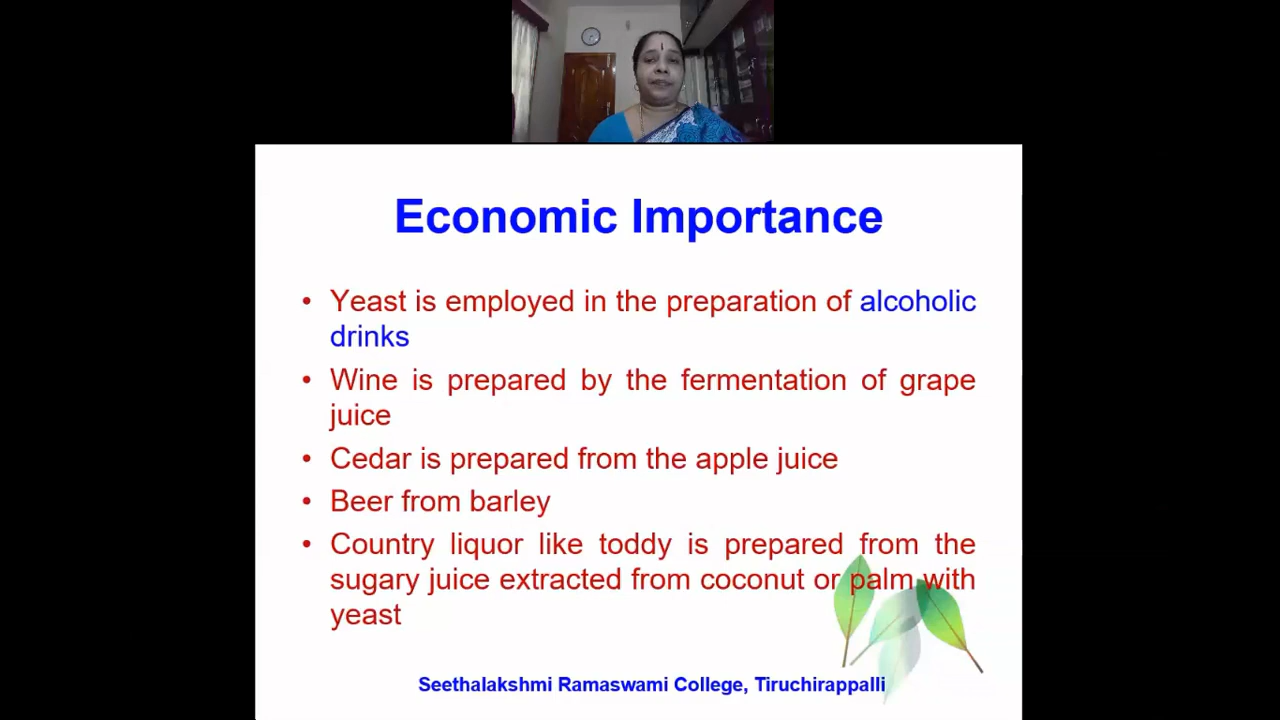 Economic Importance
• Yeast is employed in the preparation of alcoholic
drinks
• Wine is prepared by the fermentation of grape
juice
• Cedar is prepared from the apple juice
• Beer from barley
• Country liquor like toddy is prepared from the
sugary juice extracted from coconut or palm with
yeast
Seethalakshmi Ramaswami College, Tiruchirappalli